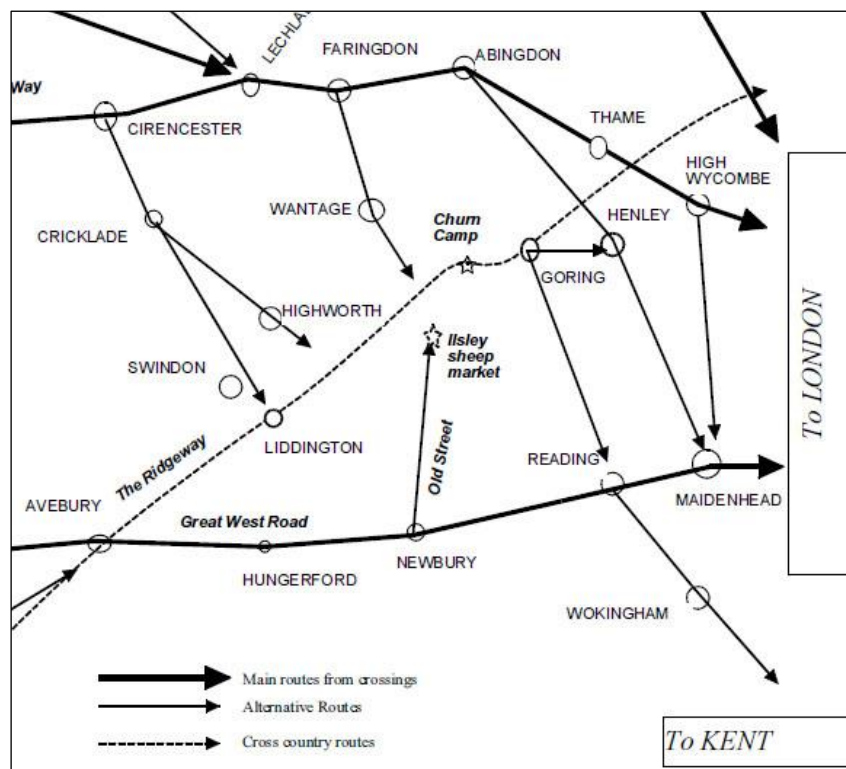 LECHLA
FARINGDON
ABINGDON
Way
CIRENCESTER
THAME
HIGH
WYCOMBE
WANTAGE
Churn
Camp
HENLEY
CRICKLADE
GORING
HIGHWORTH
Ilsley
sheep
market
SWINDON
To LONDON
LIDDINGTON
The Ridgeway
Old Street
READING
AVEBURY
MAIDENHEAD
Great West Road
NEWBURY
HUNGERFORD
WOKINGHAM
Main routes from crossings
Alternative Routes
Cross country routes
To KENT